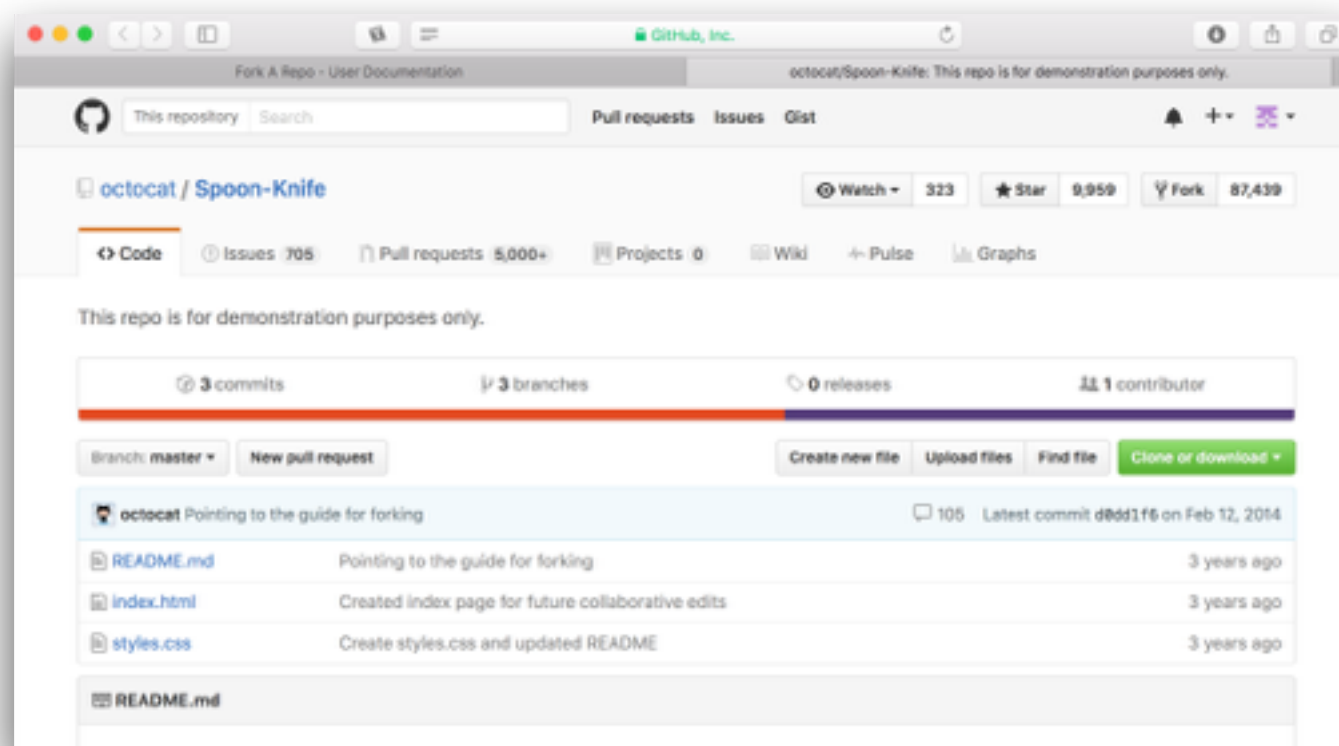 GitHub, Inc.
Fork A Repo - User Documentation octocat/Spoon-Knife: This repo is for demonstration purposes only.
This repository Search Pull requests Issues Gist
octocat / Spoon-Knife Watch 323 Star 9,959 Fork 87,439
Code Issues 705 Pull requests 5,000+ Projects 0 Wiki Pulse Graphs
This repo is for demonstration purposes only.
3 commits 3 branches 0 releases 1 contributor
Branch: master New pull request Create new file Upload files Find file Clone or download
octocat Pointing to the guide for forking 105 Latest commit d0dd1f6 on Feb 12, 2014
README.md Pointing to the guide for forking 3 years ago
index.html Created index page for future collaborative edits 3 years ago
styles.css Create styles.css and updated README 3 years ago
README.md